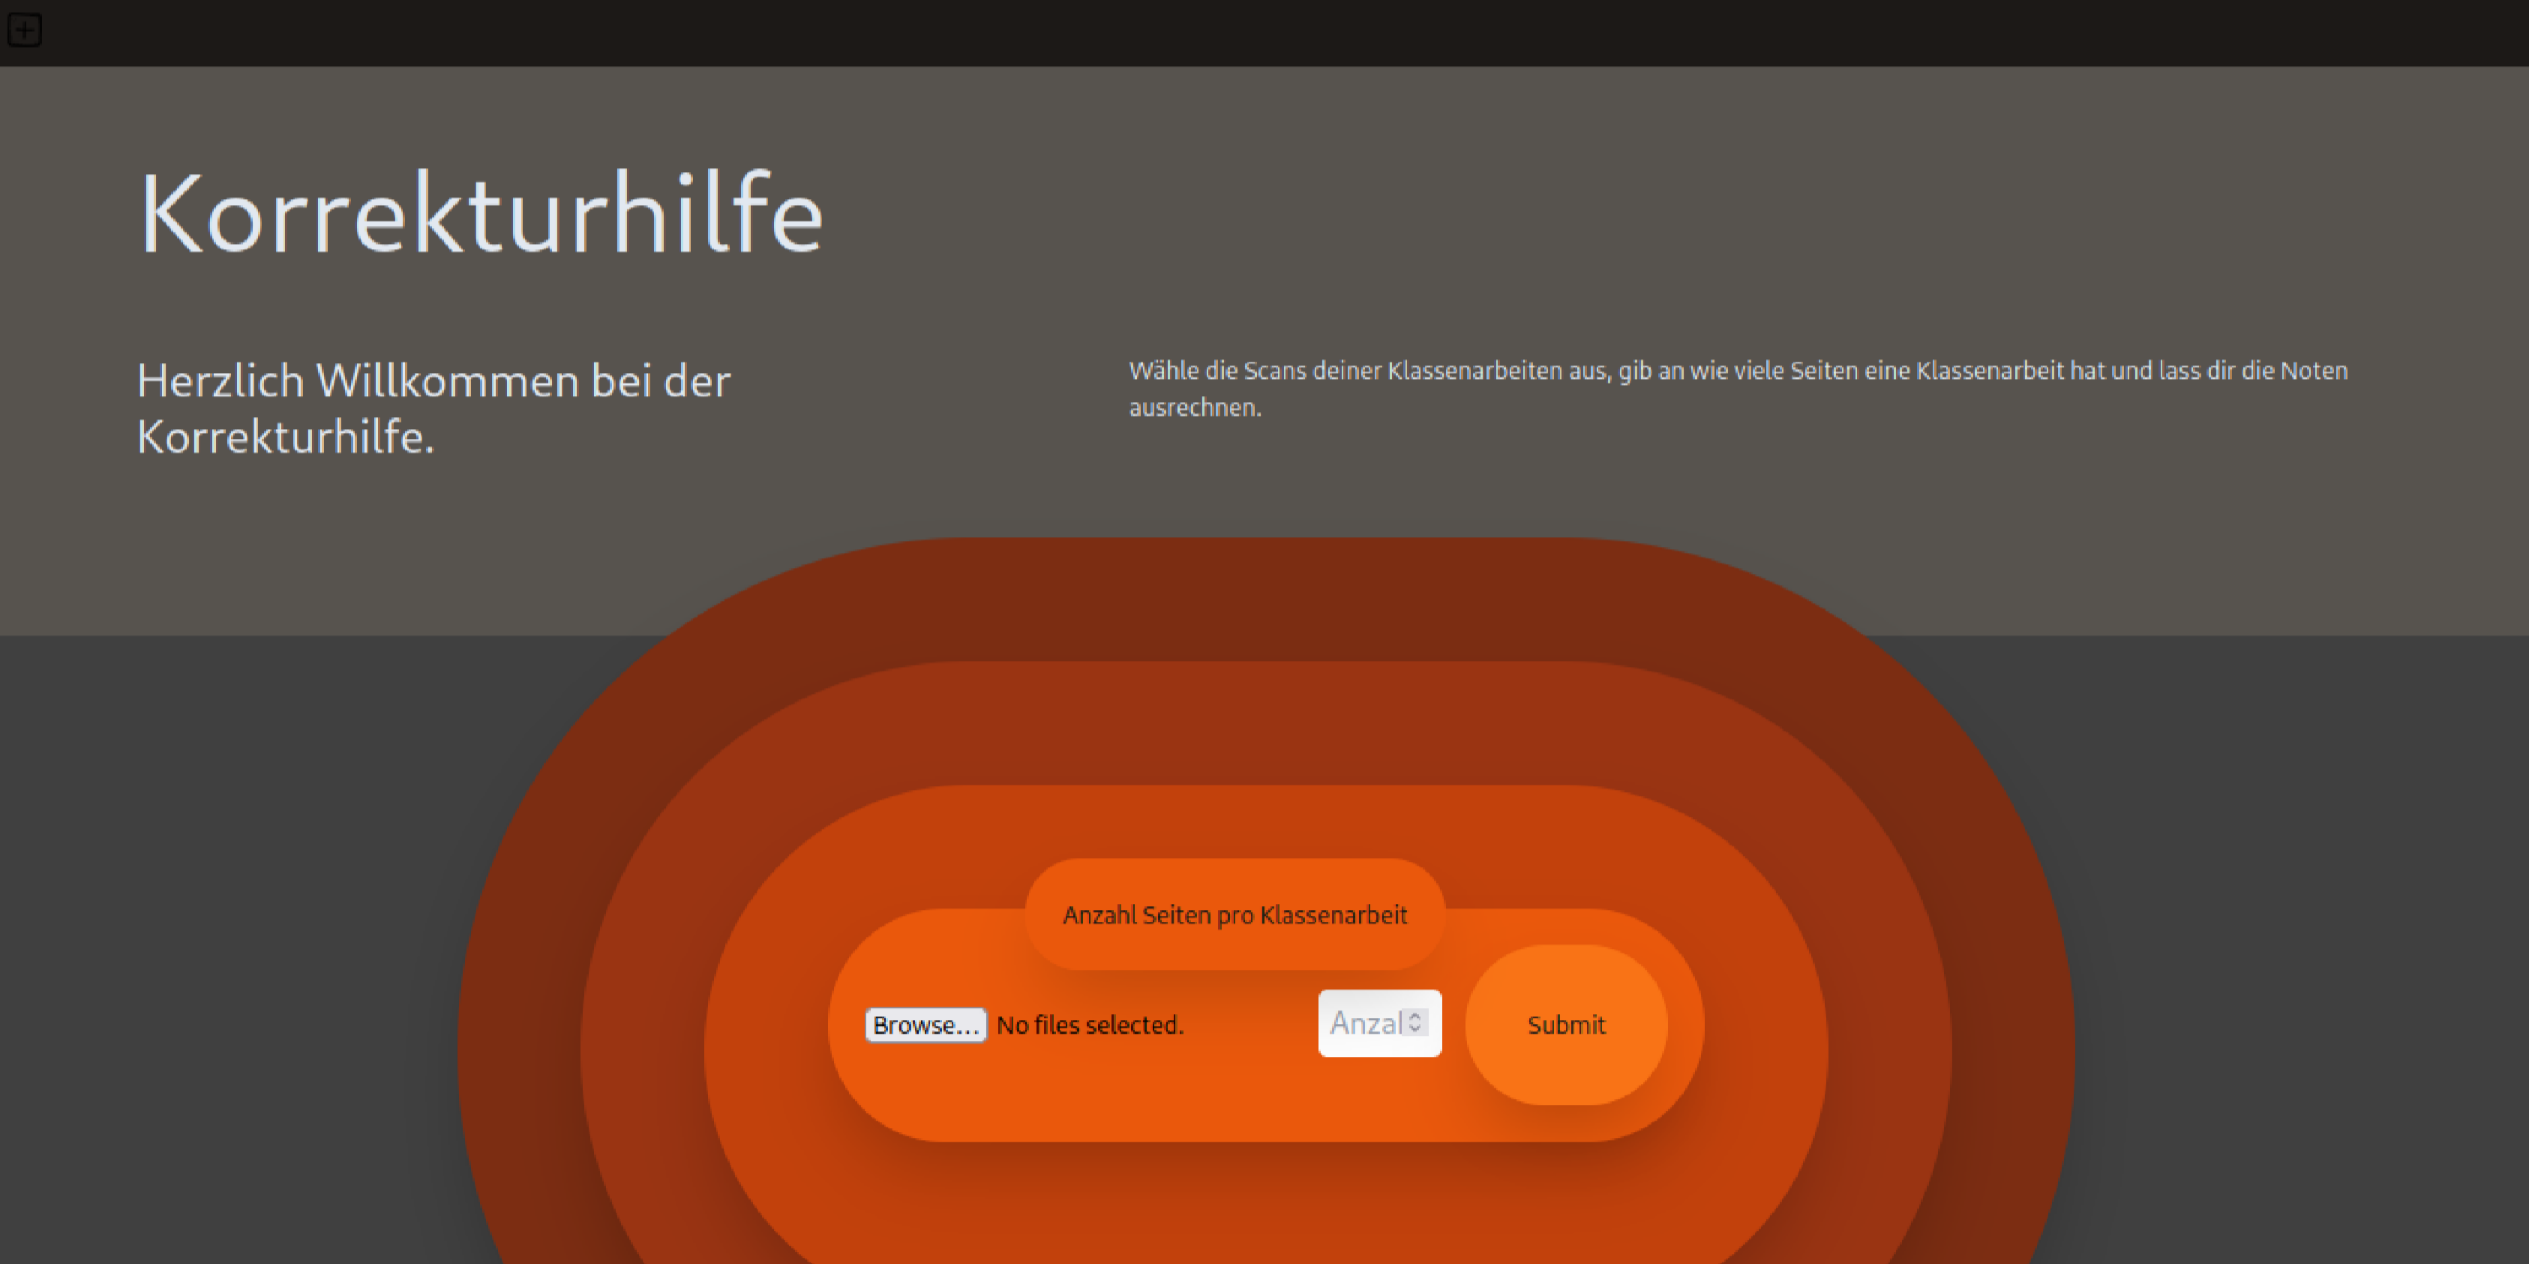 Korrekturhilfe
Herzlich Willkommen bei der
Korrekturhilfe.
Wähle die Scans deiner Klassenarbeiten aus, gib an wie viele Seiten eine Klassenarbeit hat und lass dir die Noten
ausrechnen.
Anzahl Seiten pro Klassenarbeit
Browse... No files selected. Anzal Submit